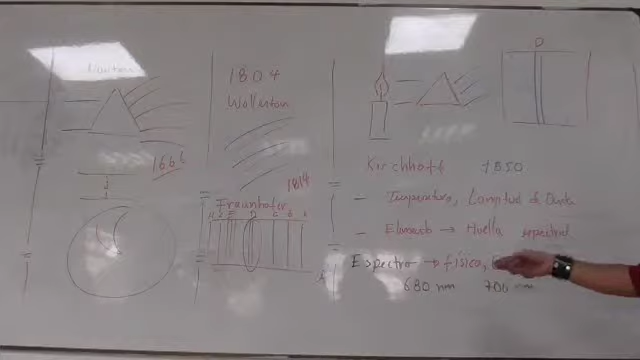 Newton
1666
1804
Wollaston
1814
Fraunhofer
D
D
Kirchhoff 1850
- Temperatura, Longitud de Onda
- Elemento → Huella espectral
Espectro → física,
680 nm 700 nm